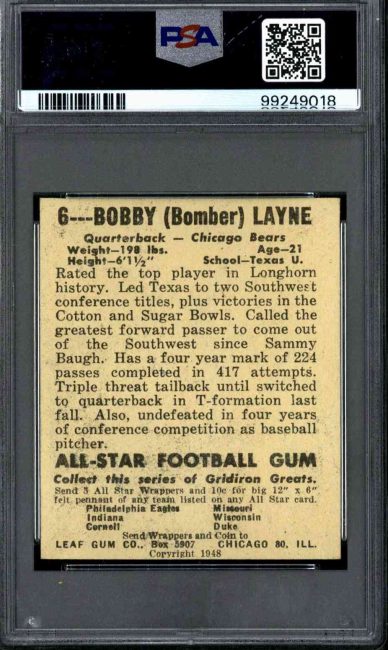 PSA
99249018
6---BOBBY (Bomber) LAYNE
Quarterback — Chicago Bears
Weight—198 lbs. Age—21
Height—6'1½" School—Texas U.
Rated the top player in Longhorn
history. Led Texas to two Southwest
conference titles, plus victories in the
Cotton and Sugar Bowls. Called the
greatest forward passer to come out
of the Southwest since Sammy
Baugh. Has a four year mark of 224
passes completed in 417 attempts.
Triple threat tailback until switched
to quarterback in T-formation last
fall. Also, undefeated in four years
of conference competition as baseball
pitcher.
ALL-STAR FOOTBALL GUM
Collect this series of Gridiron Greats.
Send 5 All Star Wrappers and 10c for big 12" x 6"
felt pennant of any team listed on any All Star card.
Philadelphia Eagles Missouri
Indiana Wisconsin
Cornell Duke
Send Wrappers and Coin to
LEAF GUM CO., Box 5907 CHICAGO 80, ILL.
Copyright 1948